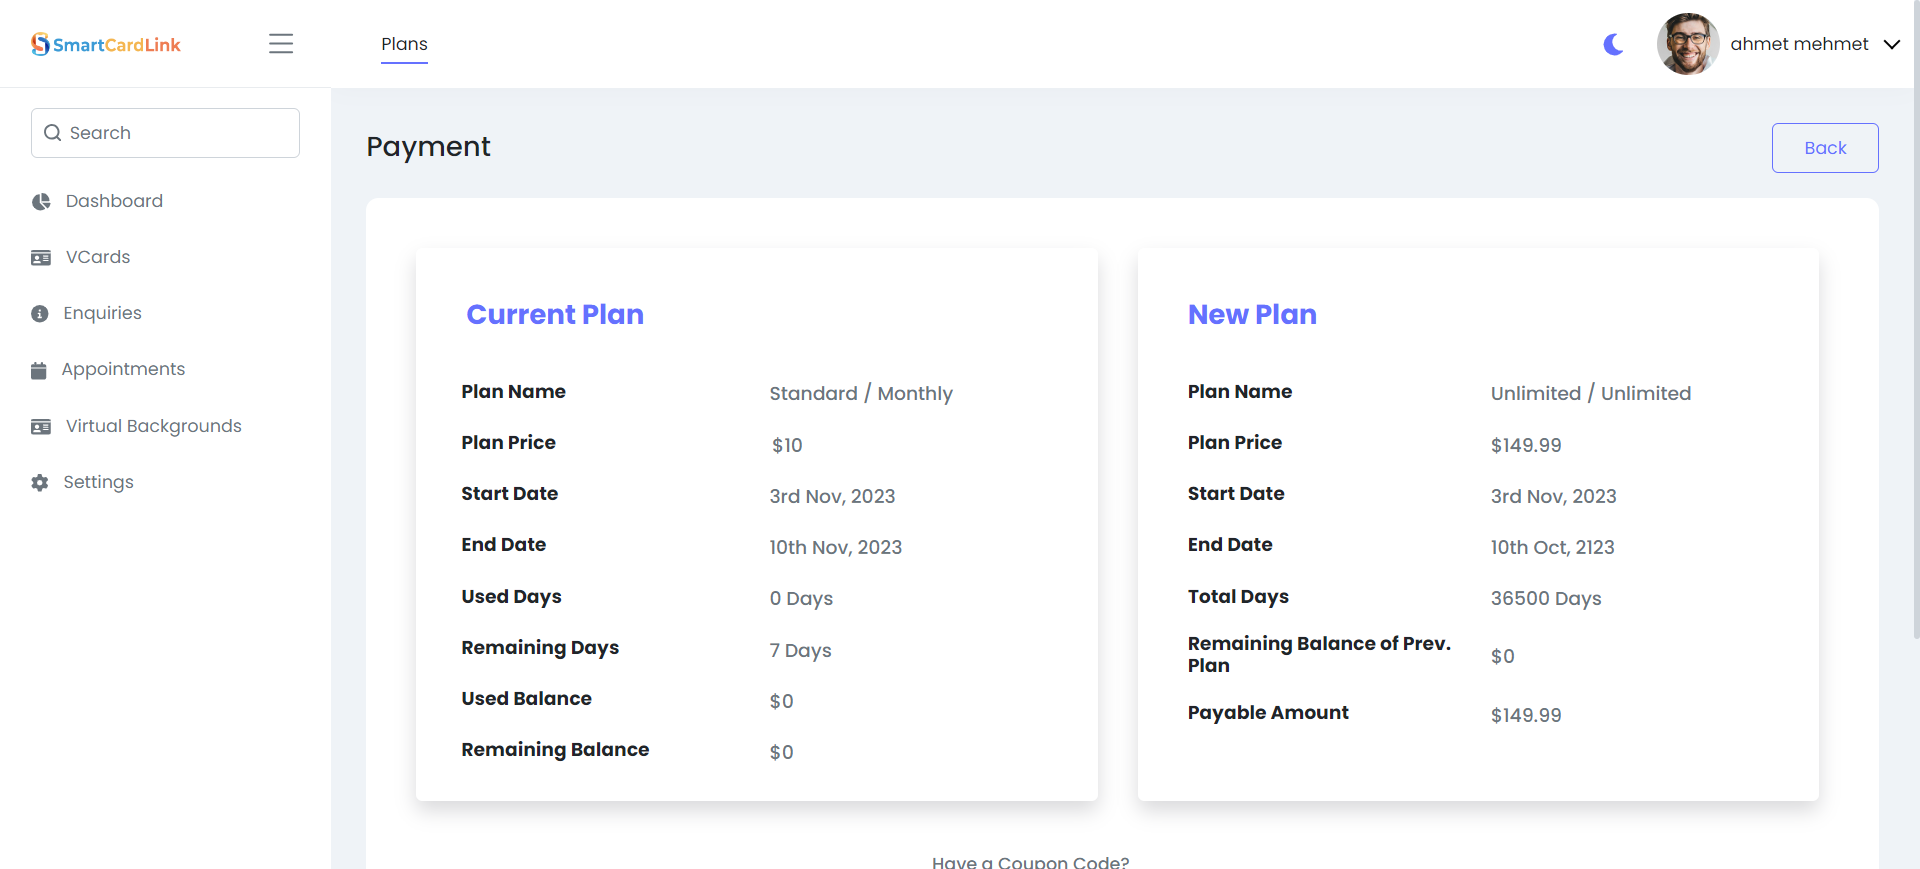 SmartCardLink
Plans
ahmet mehmet
Search
Dashboard
VCards
Enquiries
Appointments
Virtual Backgrounds
Settings
Payment
Back
Current Plan
Plan Name Standard / Monthly
Plan Price $10
Start Date 3rd Nov, 2023
End Date 10th Nov, 2023
Used Days 0 Days
Remaining Days 7 Days
Used Balance $0
Remaining Balance $0
New Plan
Plan Name Unlimited / Unlimited
Plan Price $149.99
Start Date 3rd Nov, 2023
End Date 10th Oct, 2123
Total Days 36500 Days
Remaining Balance of Prev.
Plan $0
Payable Amount $149.99
Have a Coupon Code?